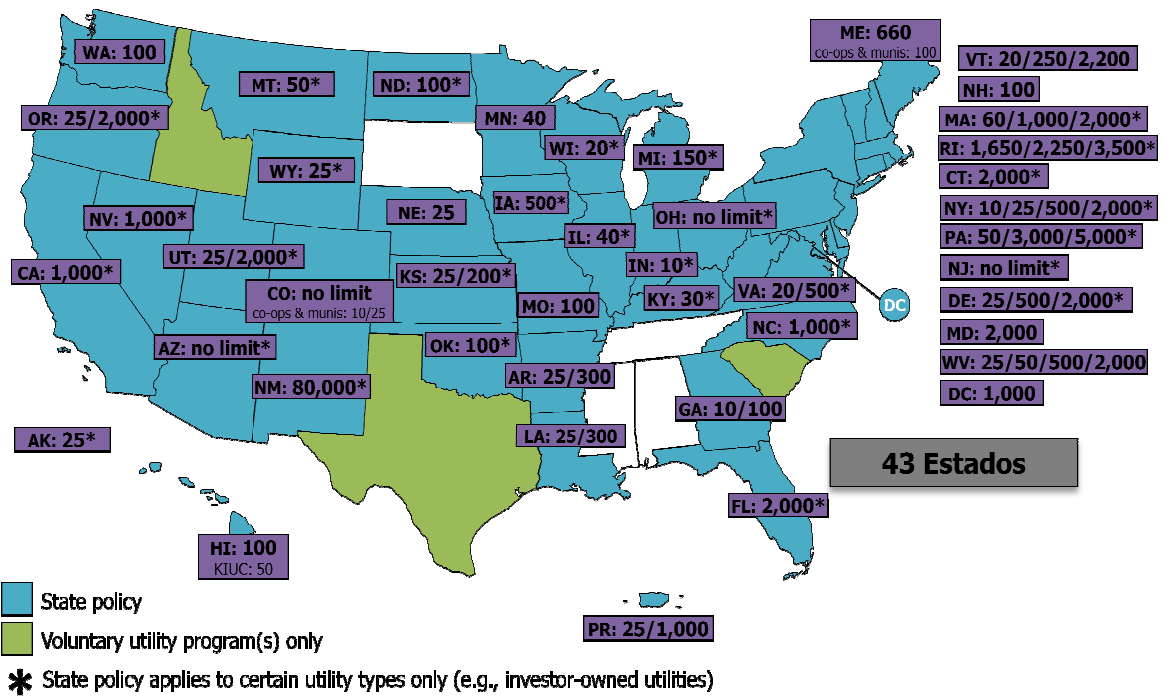 ME: 660
co-ops & munis: 100
WA: 100
MT: 50*
ND: 100*
VT: 20/250/2,200
NH: 100
OR: 25/2,000*
MN: 40
MA: 60/1,000/2,000*
WI: 20*
MI: 150*
RI: 1,650/2,250/3,500*
WY: 25*
CT: 2,000*
IA: 500*
NV: 1,000*
NE: 25
OH: no limit*
NY: 10/25/500/2,000*
IL: 40*
PA: 50/3,000/5,000*
UT: 25/2,000*
CA: 1,000*
KS: 25/200*
IN: 10*
NJ: no limit*
CO: no limit
co-ops & munis: 10/25
MO: 100
KY: 30*
VA: 20/500*
DC
DE: 25/500/2,000*
NC: 1,000*
MD: 2,000
AZ: no limit*
OK: 100*
WV: 25/50/500/2,000
NM: 80,000*
AR: 25/300
DC: 1,000
GA: 10/100
AK: 25*
LA: 25/300
43 Estados
FL: 2,000*
HI: 100
KIUC: 50
State policy
PR: 25/1,000
Voluntary utility program(s) only
* State policy applies to certain utility types only (e.g., investor-owned utilities)